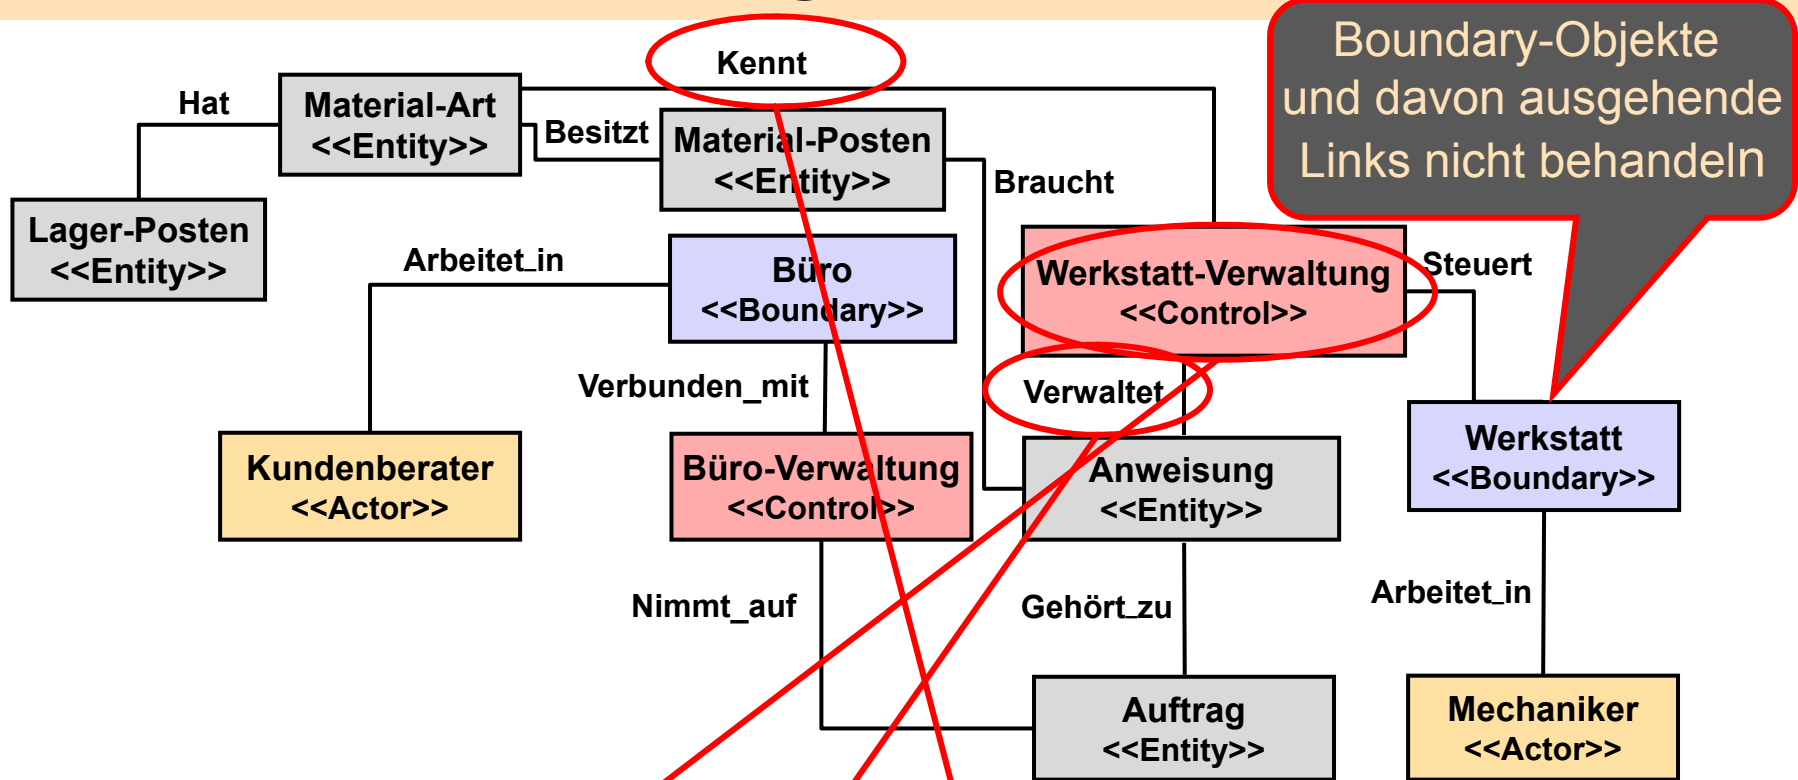 Boundary-Objekte
und davon ausgehende
Links nicht behandeln
Kennt
Hat
Material-Art
<<Entity>>
Besitzt
Material-Posten
<<Entity>>
Braucht
Lager-Posten
<<Entity>>
Arbeitet_in
Büro
<<Boundary>>
Werkstatt-Verwaltung
<<Control>>
Steuert
Verbunden_mit
Verwaltet
Kundenberater
<<Actor>>
Büro-Verwaltung
<<Control>>
Anweisung
<<Entity>>
Werkstatt
<<Boundary>>
Nimmt_auf
Gehört_zu
Arbeitet_in
Auftrag
<<Entity>>
Mechaniker
<<Actor>>